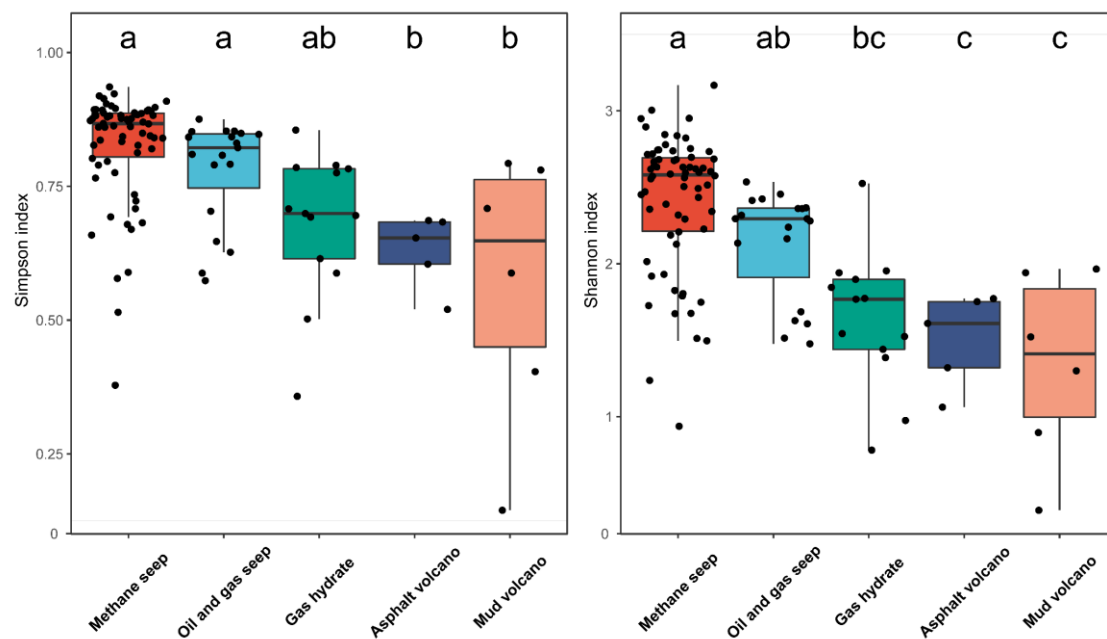 a a ab b b
1.00
0.75
0.50
0.25
0
Simpson index
Methane seep
Oil and gas seep
Gas hydrate
Asphalt volcano
Mud volcano
a ab bc c c
3
2
1
0
Shannon index
Methane seep
Oil and gas seep
Gas hydrate
Asphalt volcano
Mud volcano